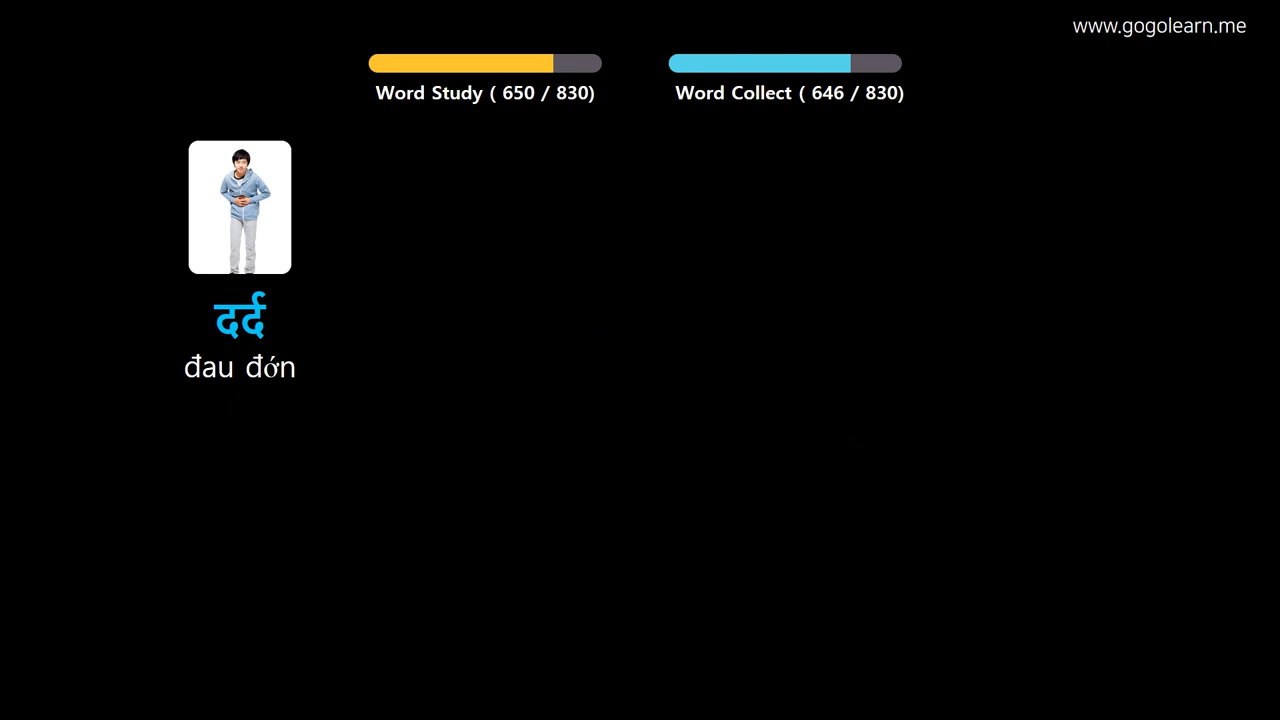 www.gogolearn.me
Word Study ( 650 / 830)
Word Collect ( 646 / 830)
दर्द
đau đớn